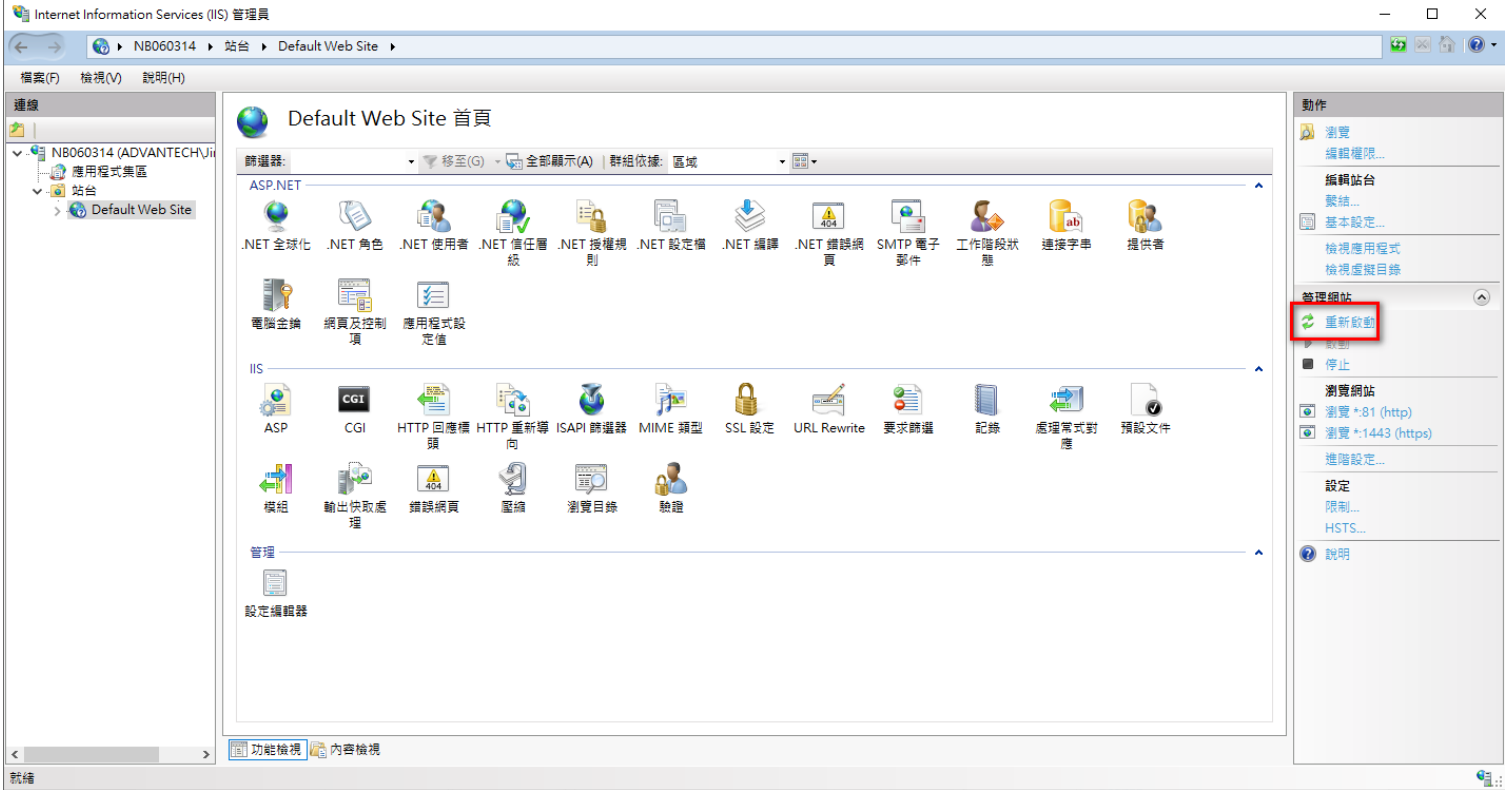 Internet Information Services (IIS) 管理員
NB060314 站台 Default Web Site
檔案(F) 檢視(V) 說明(H)
連線
NB060314 (ADVANTECH\Ji
應用程式集區
站台
Default Web Site
Default Web Site 首頁
篩選器: 移至(G) 全部顯示(A) 群組依據: 區域
ASP.NET
.NET 全球化 .NET 角色 .NET 使用者 .NET 信任層級 .NET 授權規則 .NET 設定檔 .NET 編譯 .NET 錯誤網頁 SMTP 電子郵件 工作階段狀態 連接字串 提供者
電腦金鑰 網頁及控制項 應用程式設定值
IIS
ASP CGI HTTP 回應標頭 HTTP 重新導向 ISAPI 篩選器 MIME 類型 SSL 設定 URL Rewrite 要求篩選 記錄 處理常式對應 預設文件
模組 輸出快取處理 錯誤網頁 壓縮 瀏覽目錄 驗證
管理
設定編輯器
功能檢視 內容檢視
就緒
動作
瀏覽
編輯權限...
編輯站台
繫結...
基本設定...
檢視應用程式
檢視虛擬目錄
管理網站
重新啟動
啟動
停止
瀏覽網站
瀏覽 *:81 (http)
瀏覽 *:1443 (https)
進階設定...
設定
限制...
HSTS...
說明